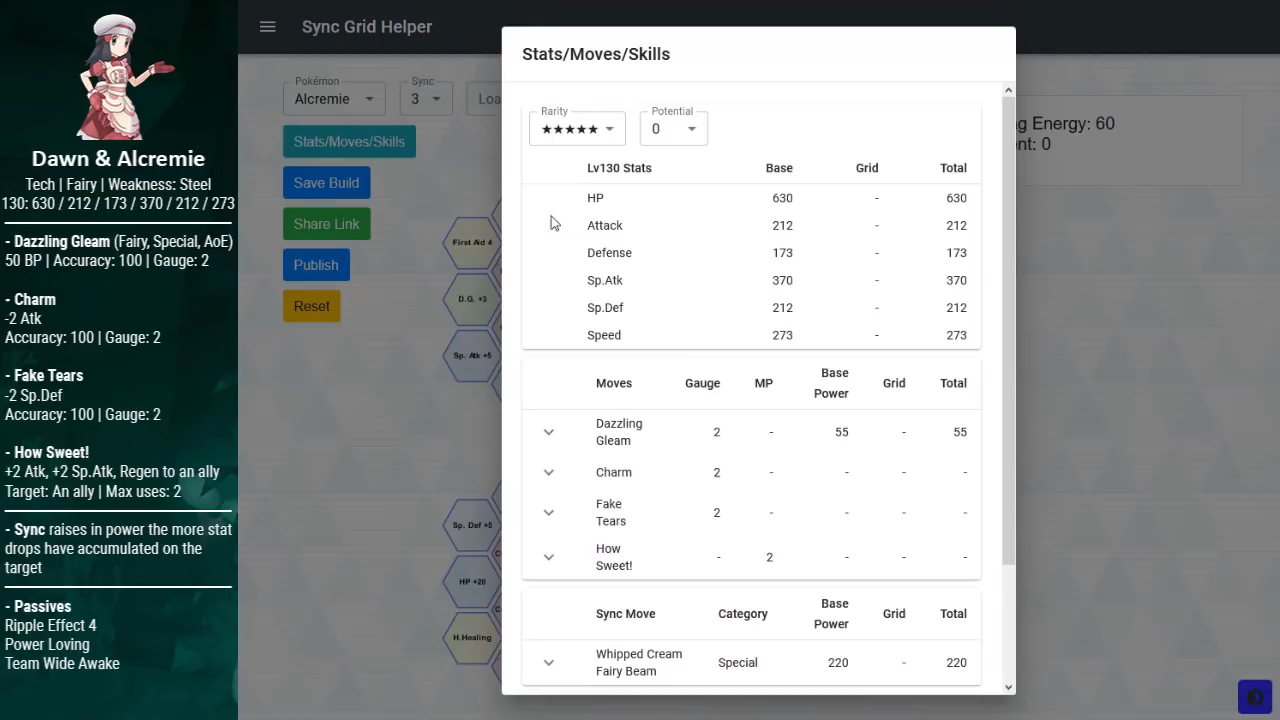 Dawn & Alcremie
Tech | Fairy | Weakness: Steel
130: 630 / 212 / 173 / 370 / 212 / 273
- Dazzling Gleam (Fairy, Special, AoE)
50 BP | Accuracy: 100 | Gauge: 2
- Charm
-2 Atk
Accuracy: 100 | Gauge: 2
- Fake Tears
-2 Sp.Def
Accuracy: 100 | Gauge: 2
- How Sweet!
+2 Atk, +2 Sp.Atk, Regen to an ally
Target: An ally | Max uses: 2
- Sync raises in power the more stat
drops have accumulated on the
target
- Passives
Ripple Effect 4
Power Loving
Team Wide Awake
Sync Grid Helper
Pokémon
Alcremie
Sync
3
Loa
Stats/Moves/Skills
Save Build
Share Link
Publish
Reset
First Aid 4
D.G. +3
Sp. Atk +5
Sp. Def +5
HP +20
H.Healing
ng Energy: 60
ent: 0
Stats/Moves/Skills
Rarity
★★★★★
Potential
0
Lv130 Stats Base Grid Total
HP 630 - 630
Attack 212 - 212
Defense 173 - 173
Sp.Atk 370 - 370
Sp.Def 212 - 212
Speed 273 - 273
Moves Gauge MP Base Power Grid Total
Dazzling Gleam 2 - 55 - 55
Charm 2 - - - -
Fake Tears 2 - - - -
How Sweet! - 2 - - -
Sync Move Category Base Power Grid Total
Whipped Cream Fairy Beam Special 220 - 220